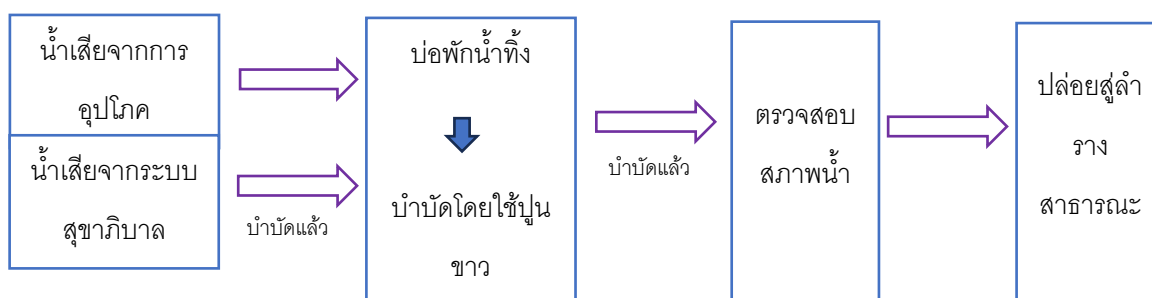 น้ำเสียจากการ
อุปโภค
น้ำเสียจากระบบ
สุขาภิบาล
บำบัดแล้ว
บ่อพักน้ำทิ้ง
บำบัดโดยใช้ปูน
ขาว
บำบัดแล้ว
ตรวจสอบ
สภาพน้ำ
ปล่อยสู่ลำ
ราง
สาธารณะ